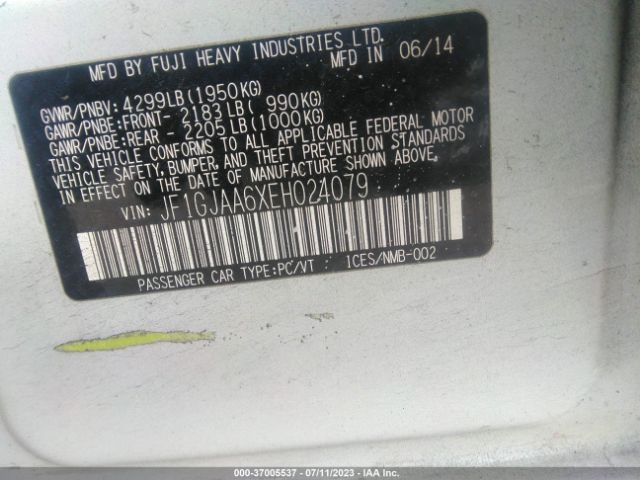 MFD BY FUJI HEAVY INDUSTRIES LTD.
MFD IN 06/14
GVWR/PNBV: 4299LB(1950KG)
GAWR/PNBE:FRONT- 2183LB( 990KG)
GAWR/PNBE:REAR - 2205LB(1000KG)
THIS VEHICLE CONFORMS TO ALL APPLICABLE FEDERAL MOTOR
VEHICLE SAFETY, BUMPER, AND THEFT PREVENTION STANDARDS
IN EFFECT ON THE DATE OF MANUFACTURE SHOWN ABOVE.
VIN: JF1GJAA6XEH024079
PASSENGER CAR TYPE:PC/VT 1CES/NMB-002
000-37005537 - 07/11/2023 - IAA Inc.